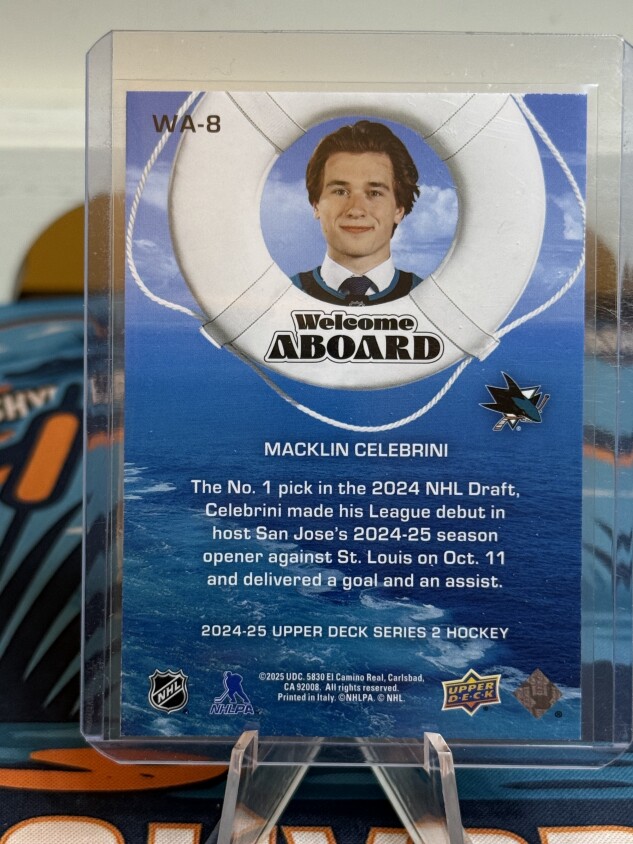 WA-8
Welcome
ABOARD
MACKLIN CELEBRINI
The No. 1 pick in the 2024 NHL Draft,
Celebrini made his League debut in
host San Jose's 2024-25 season
opener against St. Louis on Oct. 11
and delivered a goal and an assist.
2024-25 UPPER DECK SERIES 2 HOCKEY
NHL
NHLPA
©2025 UDC. 5830 El Camino Real, Carlsbad,
CA 92008. All rights reserved.
Printed in Italy. ©NHLPA. © NHL.
UPPER
D·E·C·K
®